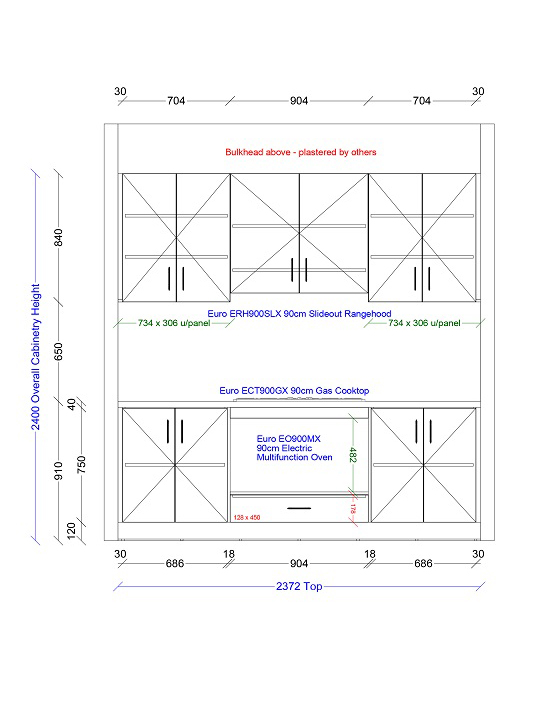 30 30
704 904 704
Bulkhead above - plastered by others
840
Euro ERH900SLX 90cm Slideout Rangehood
734 x 306 u/panel 734 x 306 u/panel
2400 Overall Cabinetry Height
650
Euro ECT900GX 90cm Gas Cooktop
40
Euro EO900MX
90cm Electric
Multifunction Oven
482
910
750
178
128 x 450
120
30 18 18 30
686 904 686
2372 Top